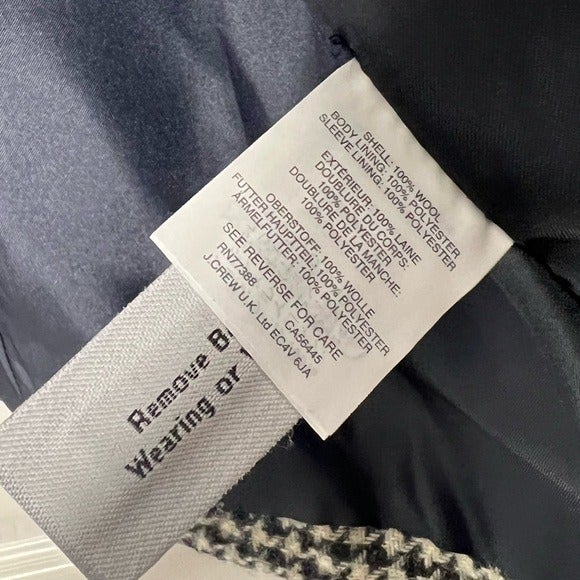 SHELL: 100% WOOL
BODY LINING: 100% POLYESTER
SLEEVE LINING: 100% POLYESTER
EXTÉRIEUR: 100% LAINE
DOUBLURE DU CORPS:
100% POLYESTER
DOUBLURE DE LA MANCHE:
100% POLYESTER
OBERSTOFF: 100% WOLLE
FUTTER HAUPTTEIL: 100% POLYESTER
ÄRMELFUTTER: 100% POLYESTER
SEE REVERSE FOR CARE
RN77388 CA56445
J.CREW U.K. Ltd EC4V 6JA
Remove
Wearing or